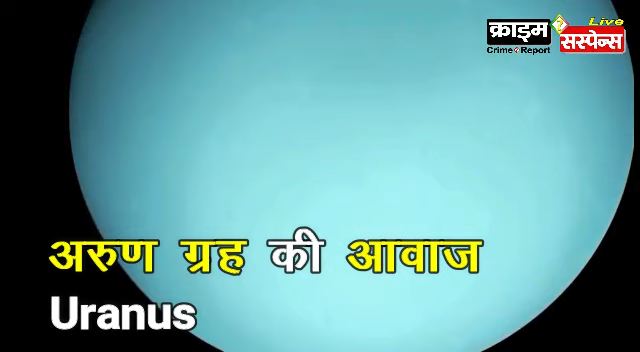 Live
क्राइम ? सस्पेन्स
Crime Report
अरुण ग्रह की आवाज
Uranus